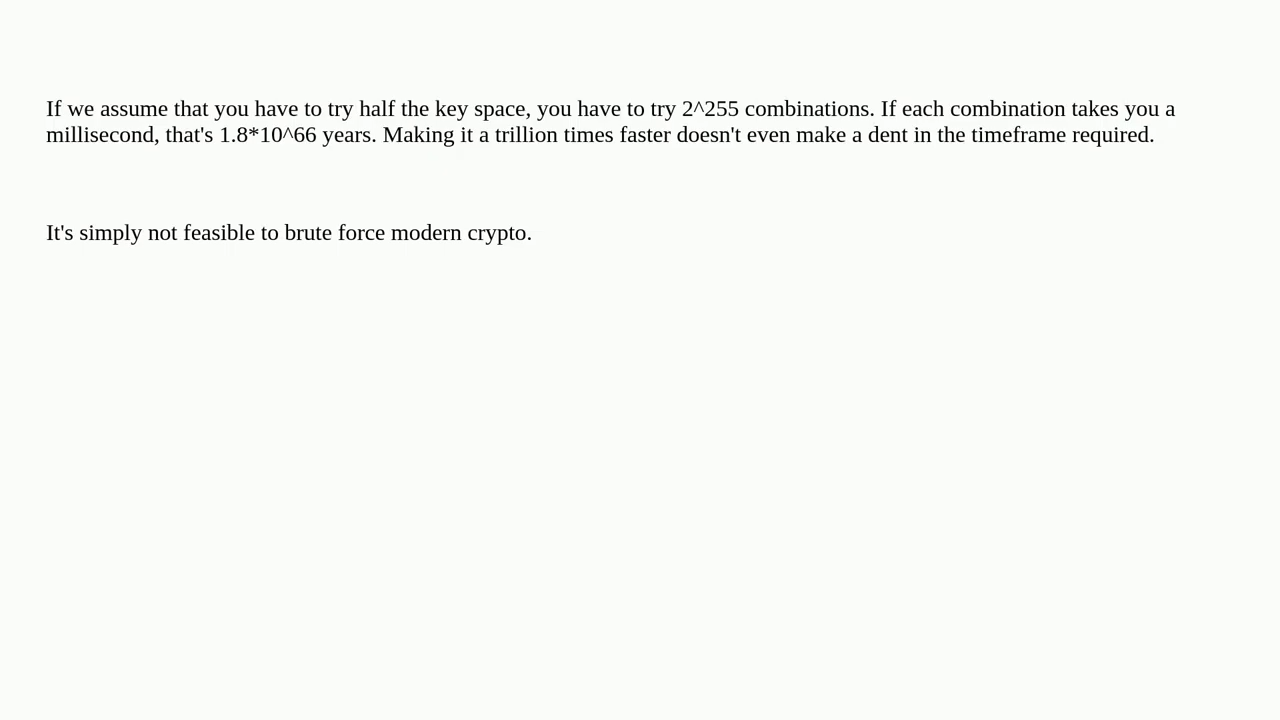 If we assume that you have to try half the key space, you have to try 2^255 combinations. If each combination takes you a
millisecond, that's 1.8*10^66 years. Making it a trillion times faster doesn't even make a dent in the timeframe required.
It's simply not feasible to brute force modern crypto.